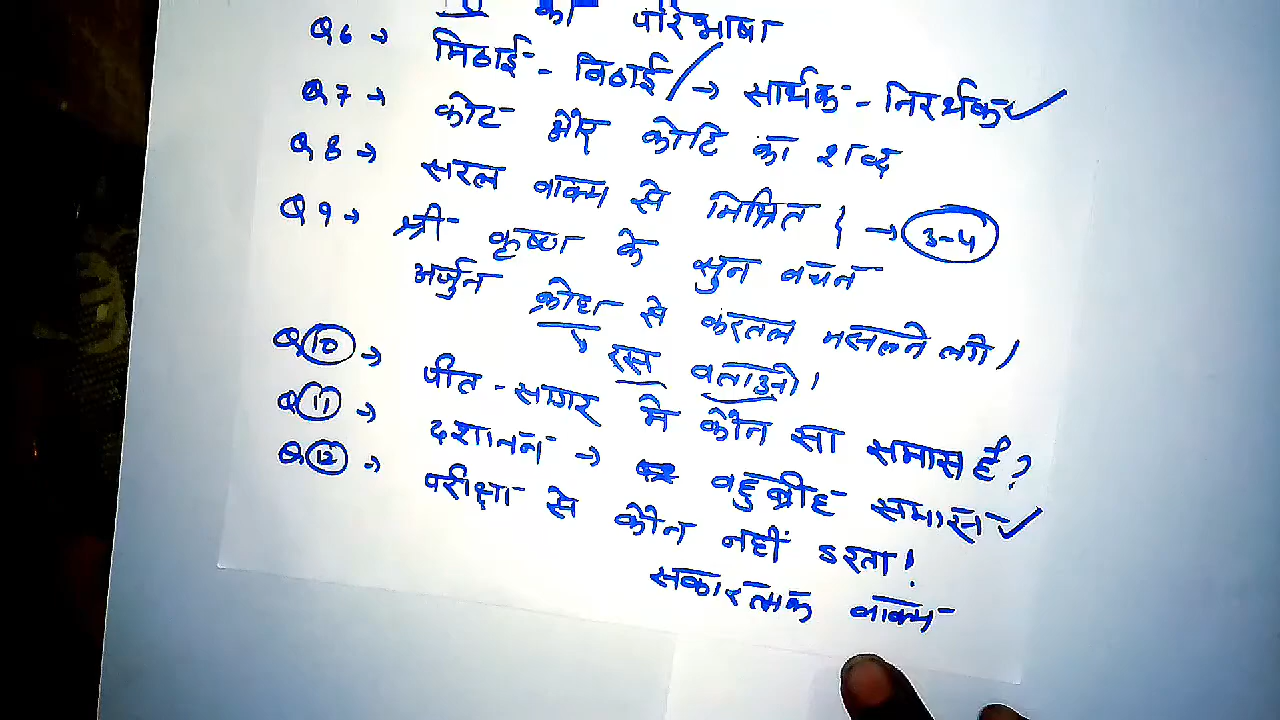 की परिभाषा
Q6 → मिठाई - विठाई / → सार्थक - निरर्थक ✓
Q7 → कोट और कोटि का शब्द
Q8 → सरल वाक्य से मिश्रित } → 3-4
Q9 → श्री कृष्ण के सुन वचन
अर्जुन क्रोध से करतल मसलने लगे।
रस बताओ।
Q10 → पीत - सागर मे कौन सा समास है?
Q11 → दशानन → बहुब्रीह समास ✓
Q12 → परीक्षा से कौन नहीं डरता!
सकारत्मक वाक्य